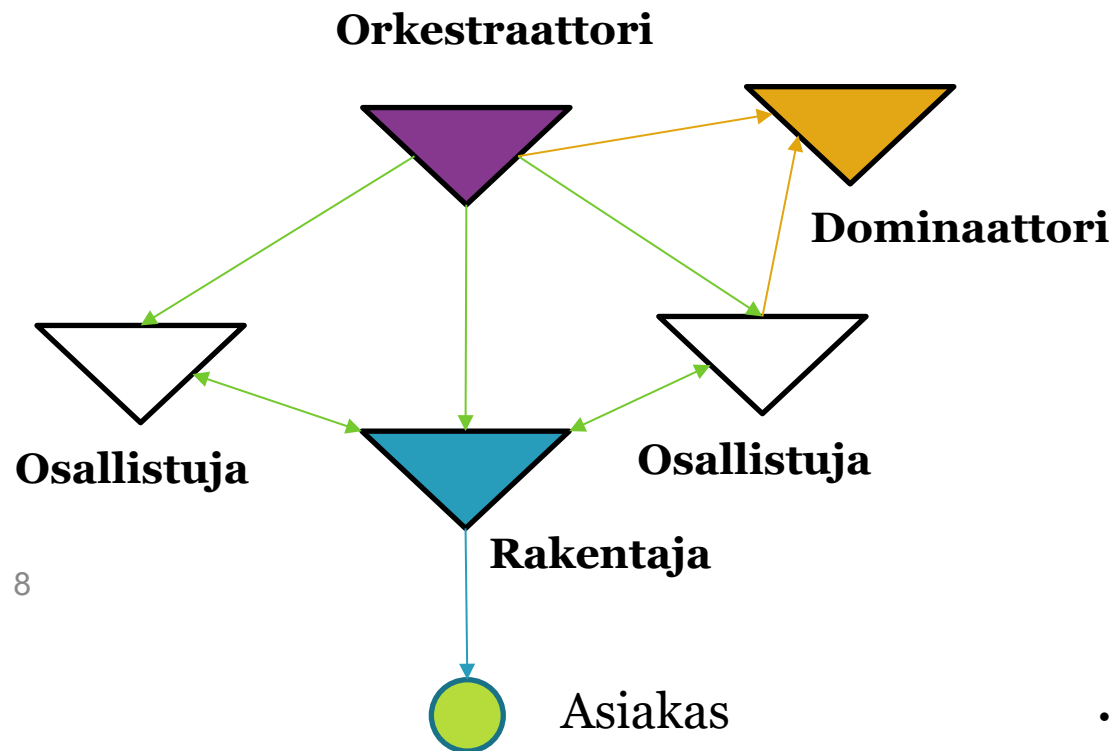 Orkestraattori
Dominaattori
Osallistuja
Osallistuja
Rakentaja
8
Asiakas
.